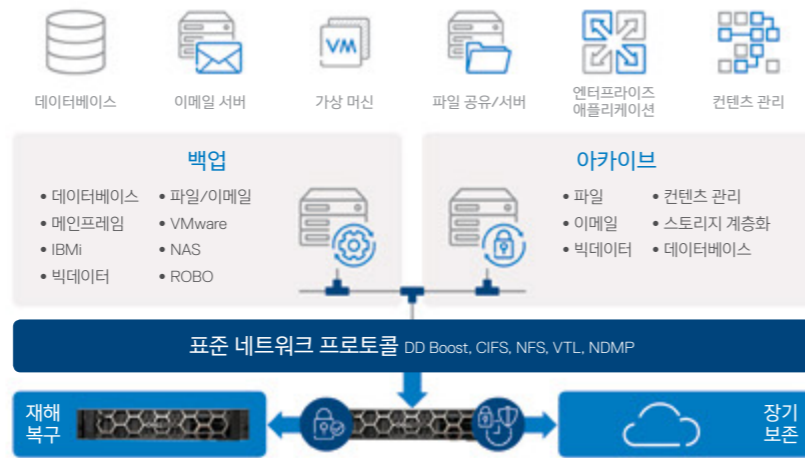 VM
데이터베이스
이메일 서버
가상 머신
파일 공유/서버
엔터프라이즈
애플리케이션
컨텐츠 관리
백업
• 데이터베이스
• 메인프레임
• IBMi
• 빅데이터
• 파일/이메일
• VMware
• NAS
• ROBO
아카이브
• 파일
• 이메일
• 빅데이터
• 컨텐츠 관리
• 스토리지 계층화
• 데이터베이스
표준 네트워크 프로토콜 DD Boost, CIFS, NFS, VTL, NDMP
재해
복구
장기
보존